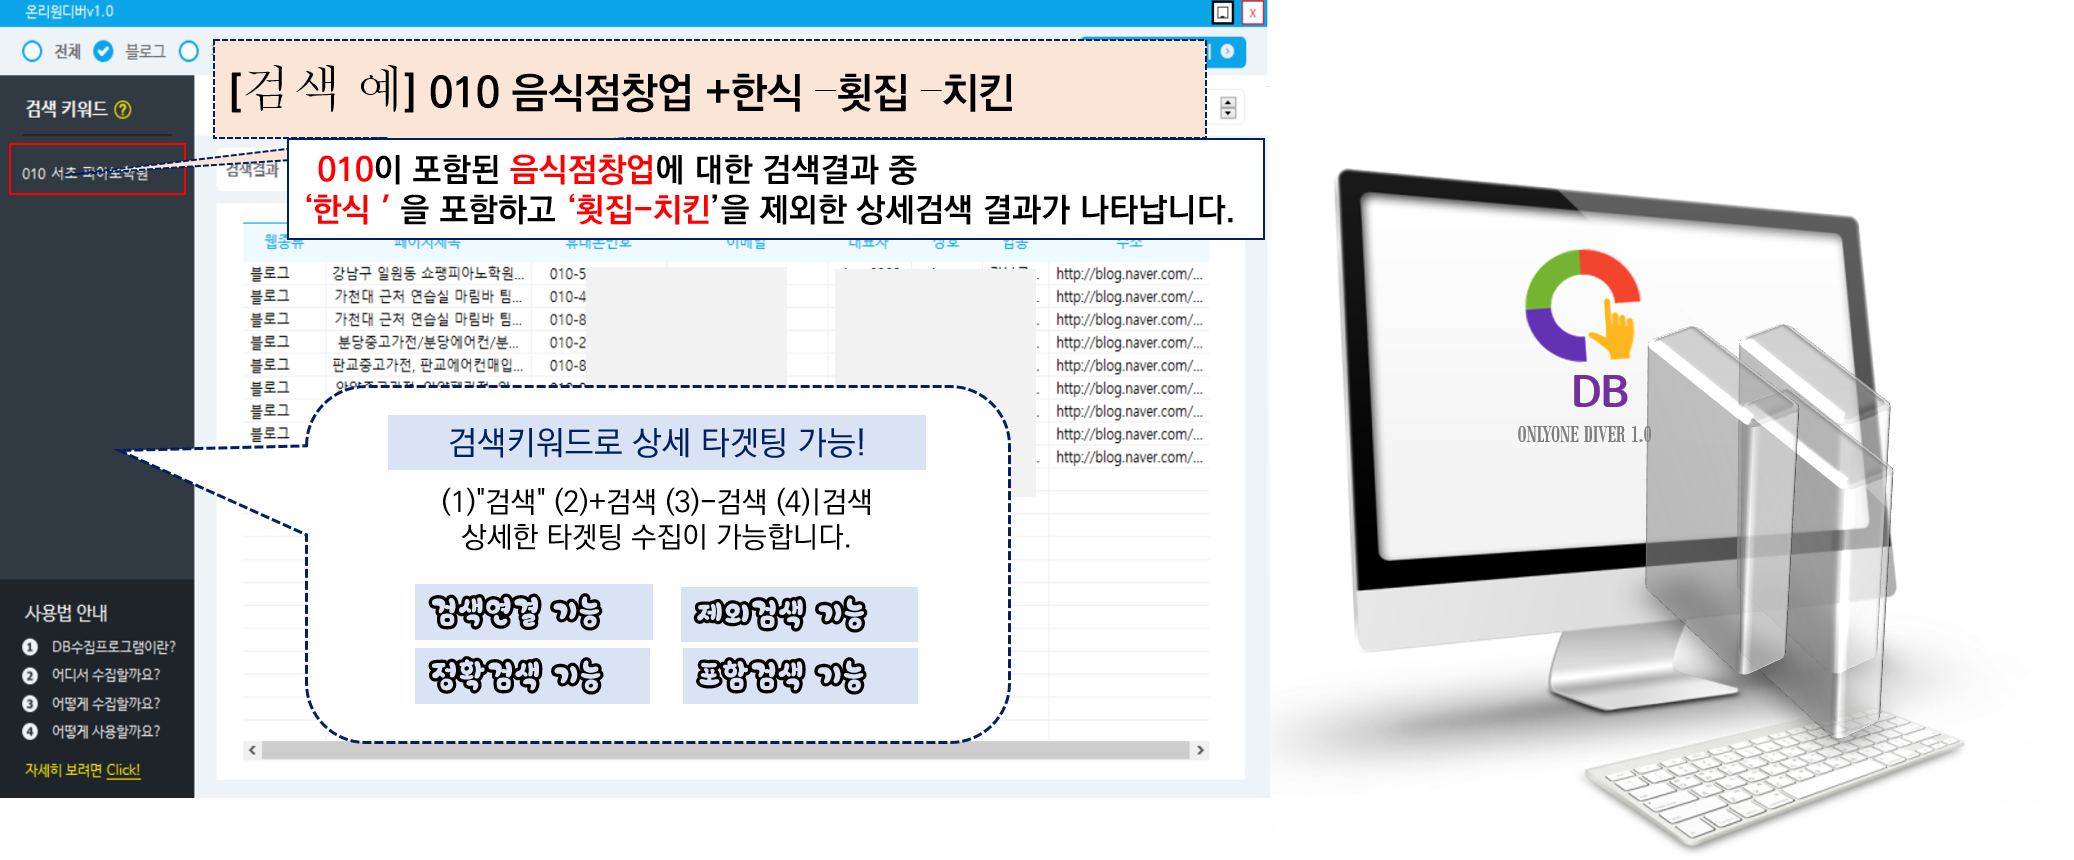 온리원디버v1.0
X
전체 블로그
[검색 예] 010 음식점창업 +한식 –횟집 –치킨
검색 키워드 ?
010 서초 피아노학원
검색결과
010이 포함된 음식점창업에 대한 검색결과 중
‘한식 ’ 을 포함하고 ‘횟집-치킨’을 제외한 상세검색 결과가 나타납니다.
웹종류 페이지제목 휴대폰번호 이메일 대표자 상호 업종 주소
블로그 강남구 일원동 쇼팽피아노학원... 010-5 http://blog.naver.com/...
블로그 가천대 근처 연습실 마림바 팀... 010-4 http://blog.naver.com/...
블로그 가천대 근처 연습실 마림바 팀... 010-8 http://blog.naver.com/...
블로그 분당중고가전/분당에어컨/분... 010-2 http://blog.naver.com/...
블로그 판교중고가전, 판교에어컨매입... 010-8 http://blog.naver.com/...
블로그 http://blog.naver.com/...
블로그 http://blog.naver.com/...
블로그 http://blog.naver.com/...
http://blog.naver.com/...
검색키워드로 상세 타겟팅 가능!
(1)"검색" (2)+검색 (3)-검색 (4)|검색
상세한 타겟팅 수집이 가능합니다.
검색연결 기능
제외검색 기능
정확검색 기능
포함검색 기능
사용법 안내
1 DB수집프로그램이란?
2 어디서 수집할까요?
3 어떻게 수집할까요?
4 어떻게 사용할까요?
자세히 보려면 Click!
DB
ONLYONE DIVER 1.0